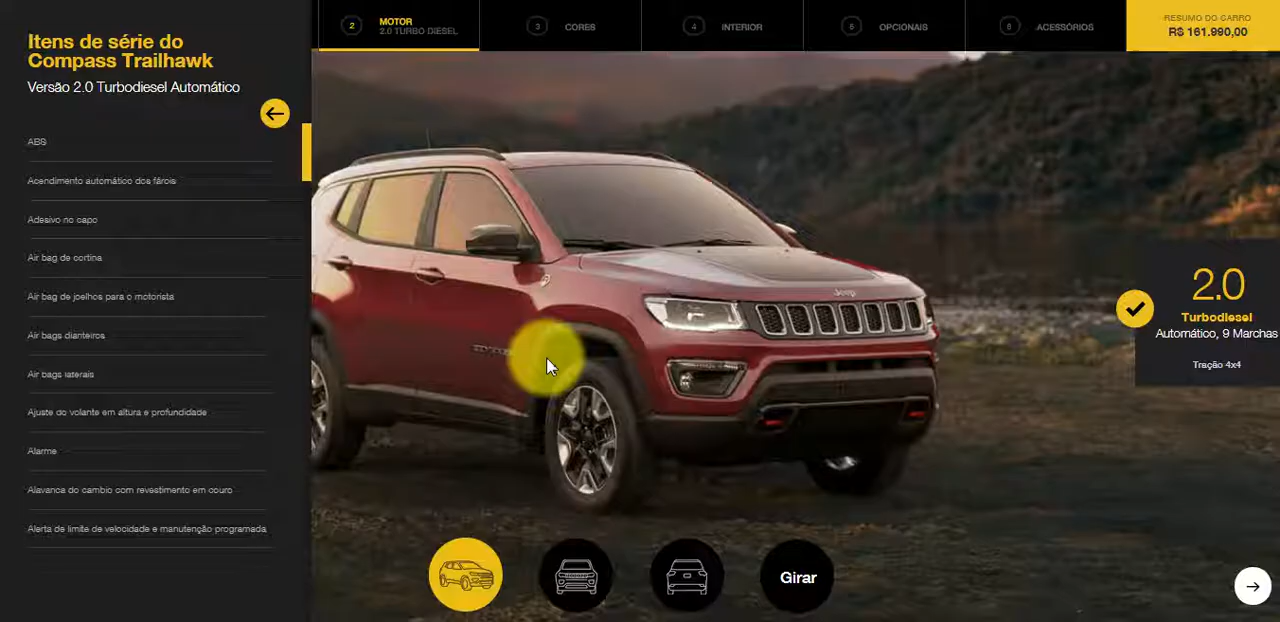 Itens de série do
Compass Trailhawk
Versão 2.0 Turbodiesel Automático
ABS
Acendimento automático dos fárois
Adesivo no capo
Air bag de cortina
Air bag de joelhos para o motorista
Air bags dianteiros
Air bags laterais
Ajuste do volante em altura e profundidade
Alarme
Alavanca do cambio com revestimento em couro
Alerta de limite de velocidade e manutenção programada
2 MOTOR
2.0 TURBO DIESEL
3 CORES
4 INTERIOR
5 OPCIONAIS
6 ACESSÓRIOS
RESUMO DO CARRO
R$ 161.990,00
Jeep
2.0
Turbodiesel
Automático, 9 Marchas
Tração 4x4
Girar